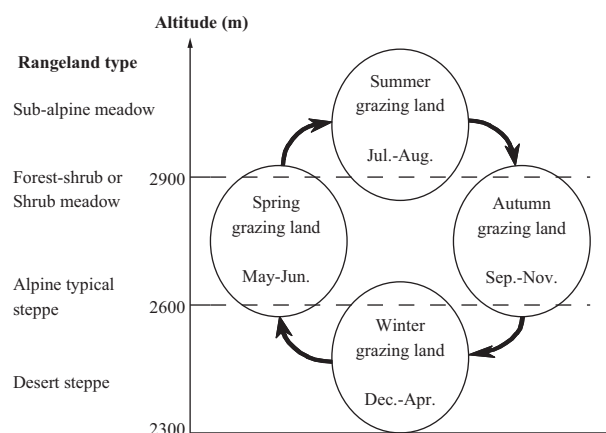 Altitude (m)
Rangeland type
Sub-alpine meadow
Summer
grazing land
Jul.-Aug.
Forest-shrub or
Shrub meadow
2900
Spring
grazing land
May-Jun.
Autumn
grazing land
Sep.-Nov.
Alpine typical
steppe
2600
Winter
grazing land
Dec.-Apr.
Desert steppe
2300